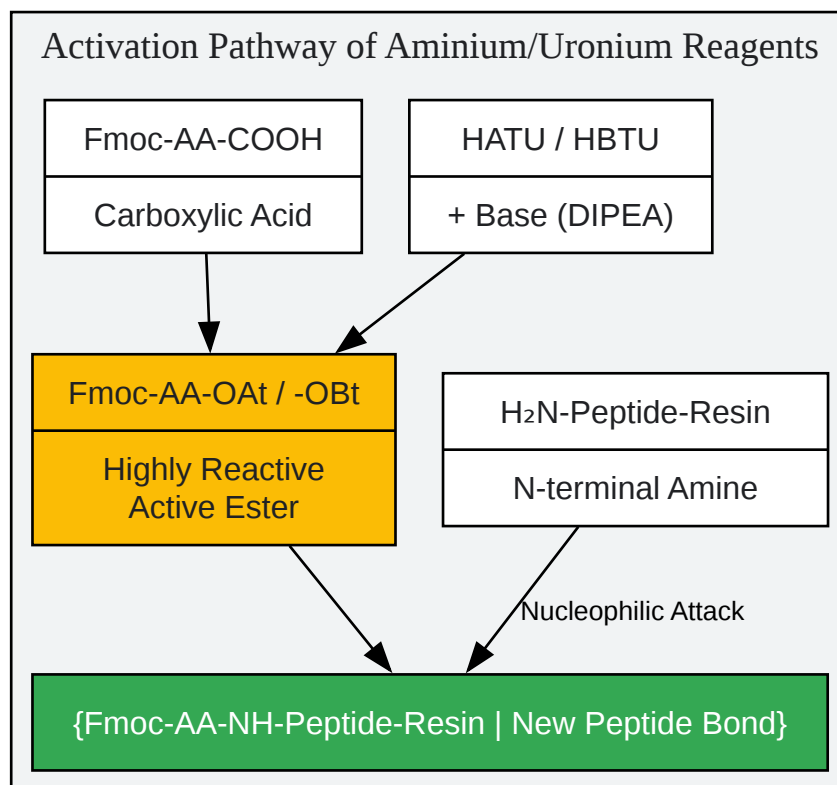 Activation Pathway of Aminium/Uronium Reagents
Fmoc-AA-COOH
Carboxylic Acid
HATU / HBTU
+ Base (DIPEA)
Fmoc-AA-OAt / -OBt
Highly Reactive
Active Ester
H₂N-Peptide-Resin
N-terminal Amine
Nucleophilic Attack
{Fmoc-AA-NH-Peptide-Resin | New Peptide Bond}